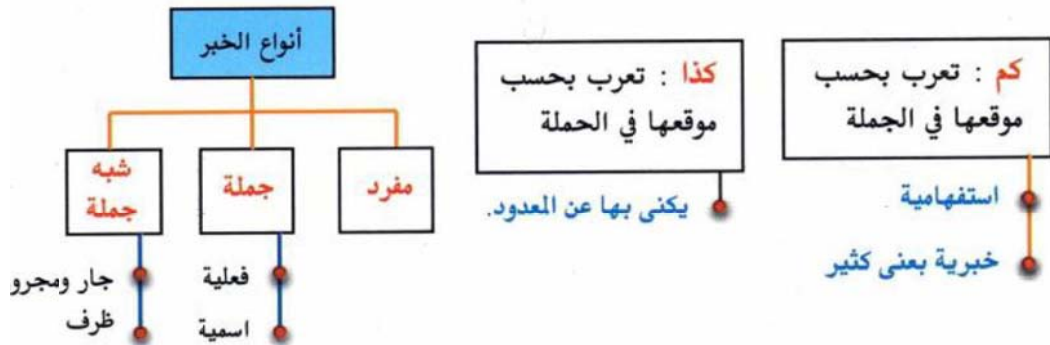 كم : تعرب بحسب
موقعها في الجملة
استفهامية
خبرية بعنى كثير
كذا : تعرب بحسب
موقعها في الحملة
يكنى بها عن المعدود.
أنواع الخبر
مفرد
جملة
فعلية
اسمية
شبه
جملة
جار ومجرو
ظرف